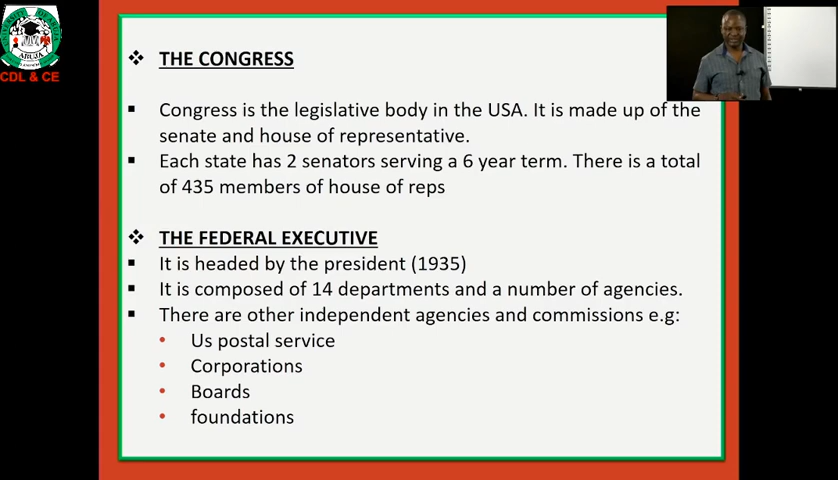 ABUJA
CDL & CE
THE CONGRESS
Congress is the legislative body in the USA. It is made up of the
senate and house of representative.
Each state has 2 senators serving a 6 year term. There is a total
of 435 members of house of reps
THE FEDERAL EXECUTIVE
It is headed by the president (1935)
It is composed of 14 departments and a number of agencies.
There are other independent agencies and commissions e.g:
Us postal service
Corporations
Boards
foundations